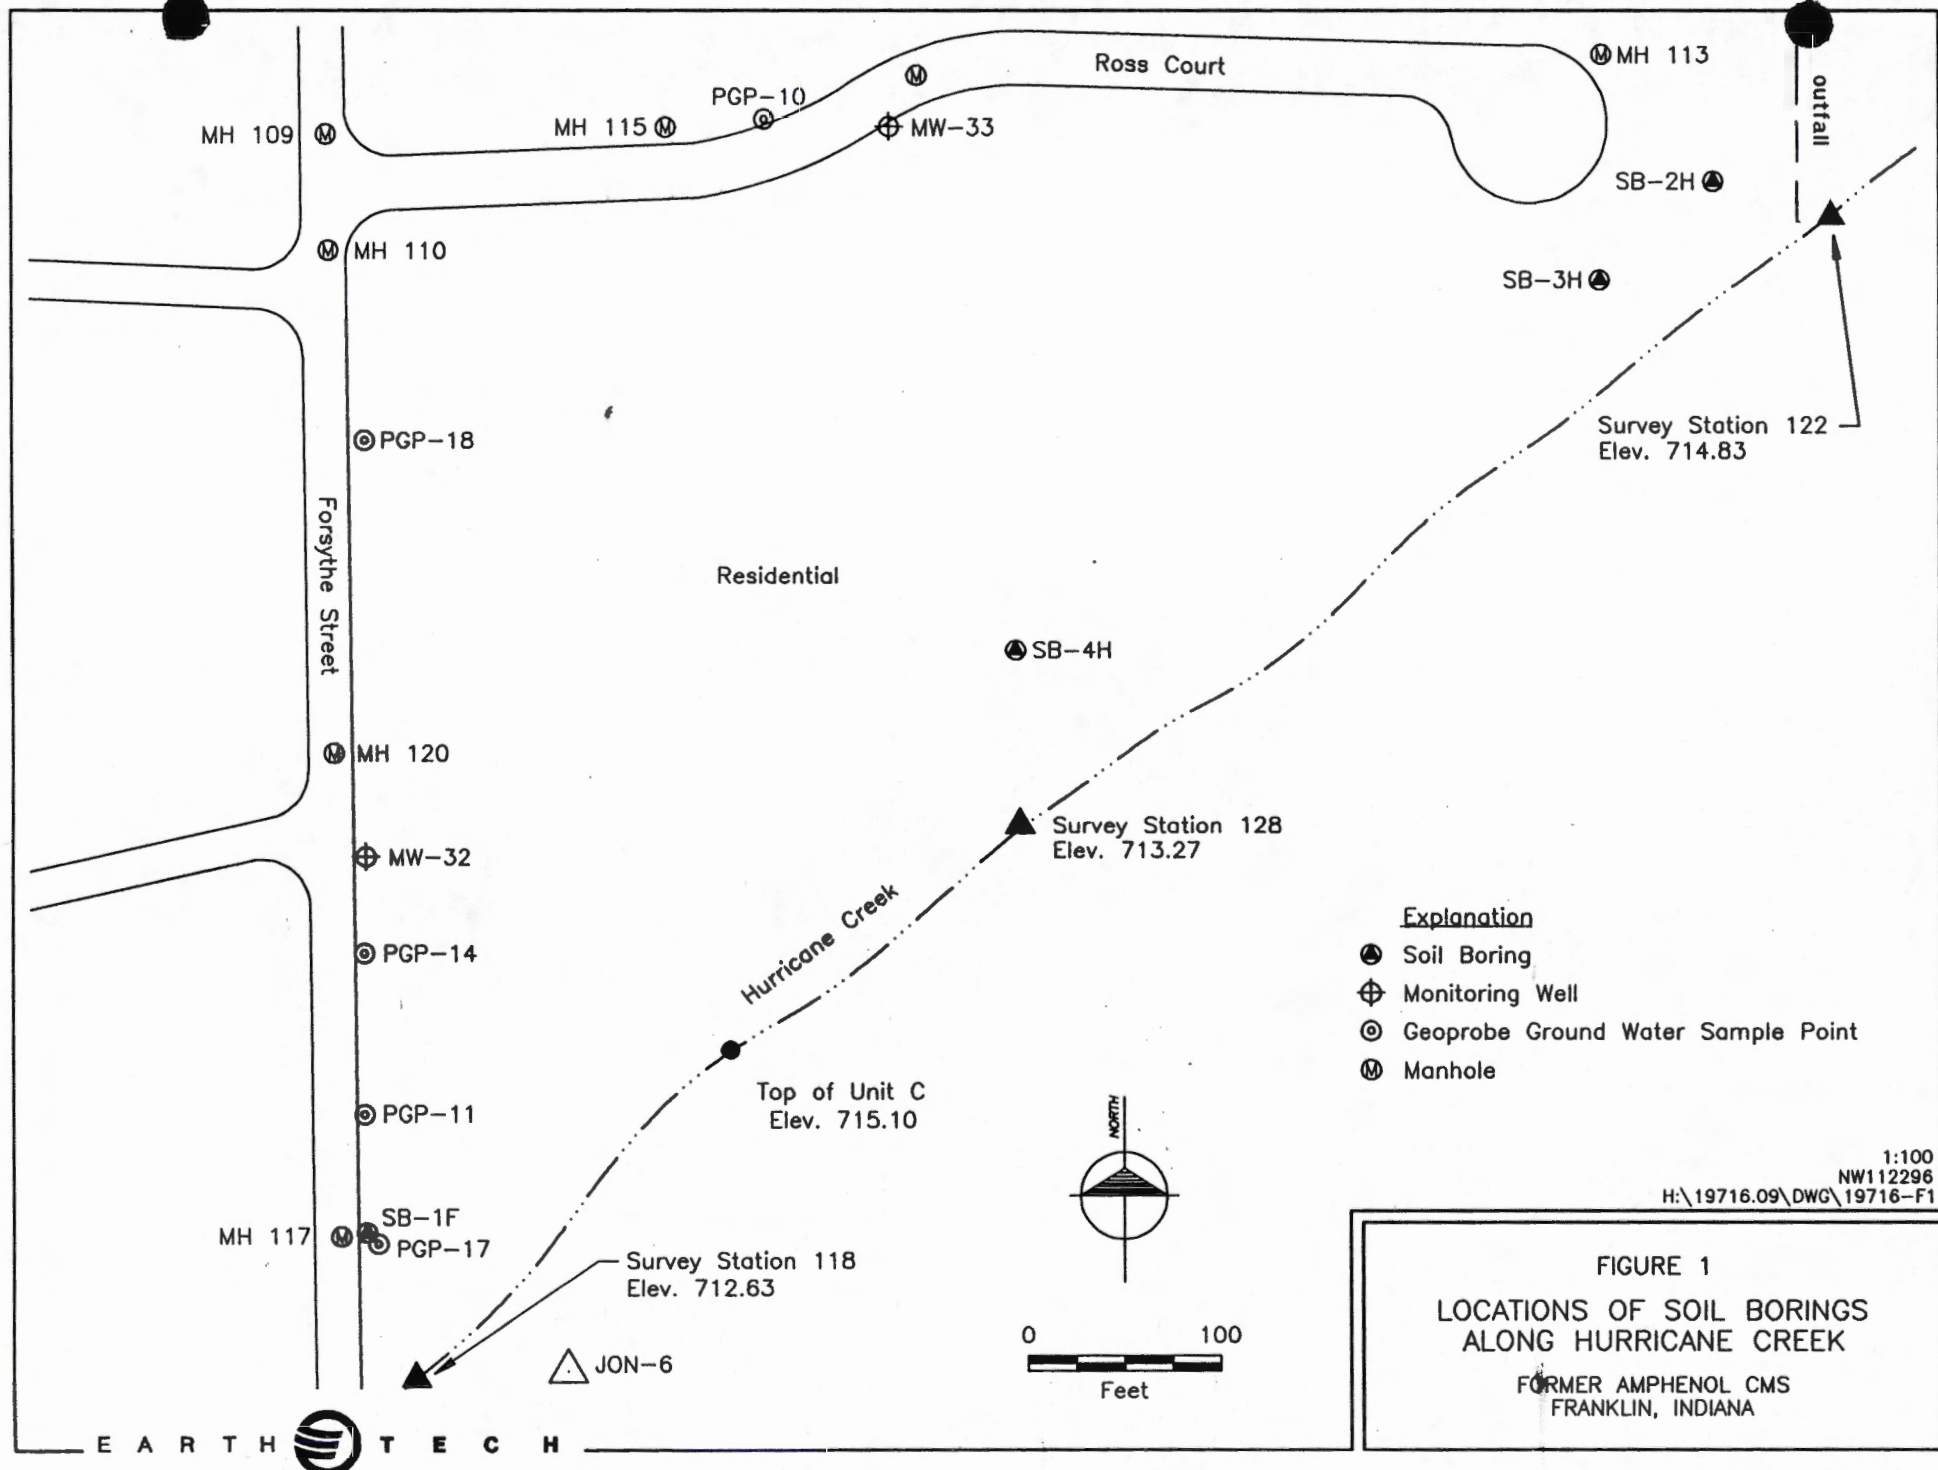 Ross Court
MH 113
outfall
PGP-10
MH 109
MH 115
MW-33
SB-2H
MH 110
SB-3H
Survey Station 122
Elev. 714.83
PGP-18
Forsythe Street
Residential
SB-4H
MH 120
Survey Station 128
Elev. 713.27
MW-32
Hurricane Creek
PGP-14
Explanation
Soil Boring
Monitoring Well
Geoprobe Ground Water Sample Point
M Manhole
Top of Unit C
Elev. 715.10
PGP-11
NORTH
1:100
NW112296
H:\19716.09\DWG\19716-F1
SB-1F
MH 117
PGP-17
Survey Station 118
Elev. 712.63
JON-6
0 100
Feet
FIGURE 1
LOCATIONS OF SOIL BORINGS
ALONG HURRICANE CREEK
FORMER AMPHENOL CMS
FRANKLIN, INDIANA
EARTH TECH